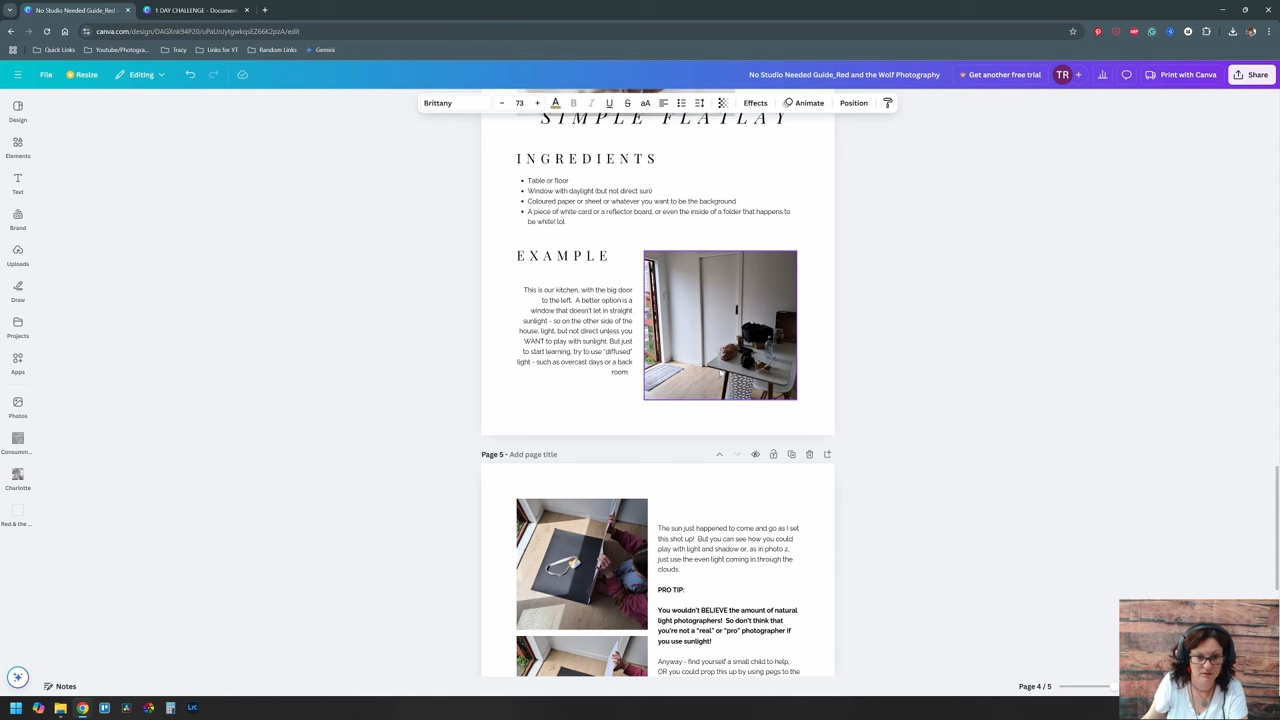 No Studio Needed Guide_Red
1 DAY CHALLENGE - Documen
canva.com/design/DAGXnk94P20/uPaUnJytgwkqsEZ66K2pzA/edit
Quick Links
Youtube/Photogra...
Tracy
Links for YT
Random Links
Gemini
File
Resize
Editing
No Studio Needed Guide_Red and the Wolf Photography
Get another free trial
TR
Print with Canva
Share
Brittany
73
Effects
Animate
Position
Design
Elements
Text
Brand
Uploads
Draw
Projects
Apps
Photos
Consumm...
Charlotte
Red & the ...
SIMPLE FLATLAY
INGREDIENTS
Table or floor
Window with daylight (but not direct sun)
Coloured paper or sheet or whatever you want to be the background
A piece of white card or a reflector board, or even the inside of a folder that happens to
be white! lol
EXAMPLE
This is our kitchen, with the big door
to the left. A better option is a
window that doesn't let in straight
sunlight - so on the other side of the
house, light, but not direct unless you
WANT to play with sunlight. But just
to start learning, try to use "diffused"
light - such as overcast days or a back
room.
Page 5 - Add page title
The sun just happened to come and go as I set
this shot up! But you can see how you could
play with light and shadow or, as in photo 2,
just use the even light coming in through the
clouds.
PRO TIP:
You wouldn't BELIEVE the amount of natural
light photographers! So don't think that
you're not a "real" or "pro" photographer if
you use sunlight!
Anyway - find yourself a small child to help,
OR you could prop this up by using pegs to the
Notes
Page 4 / 5